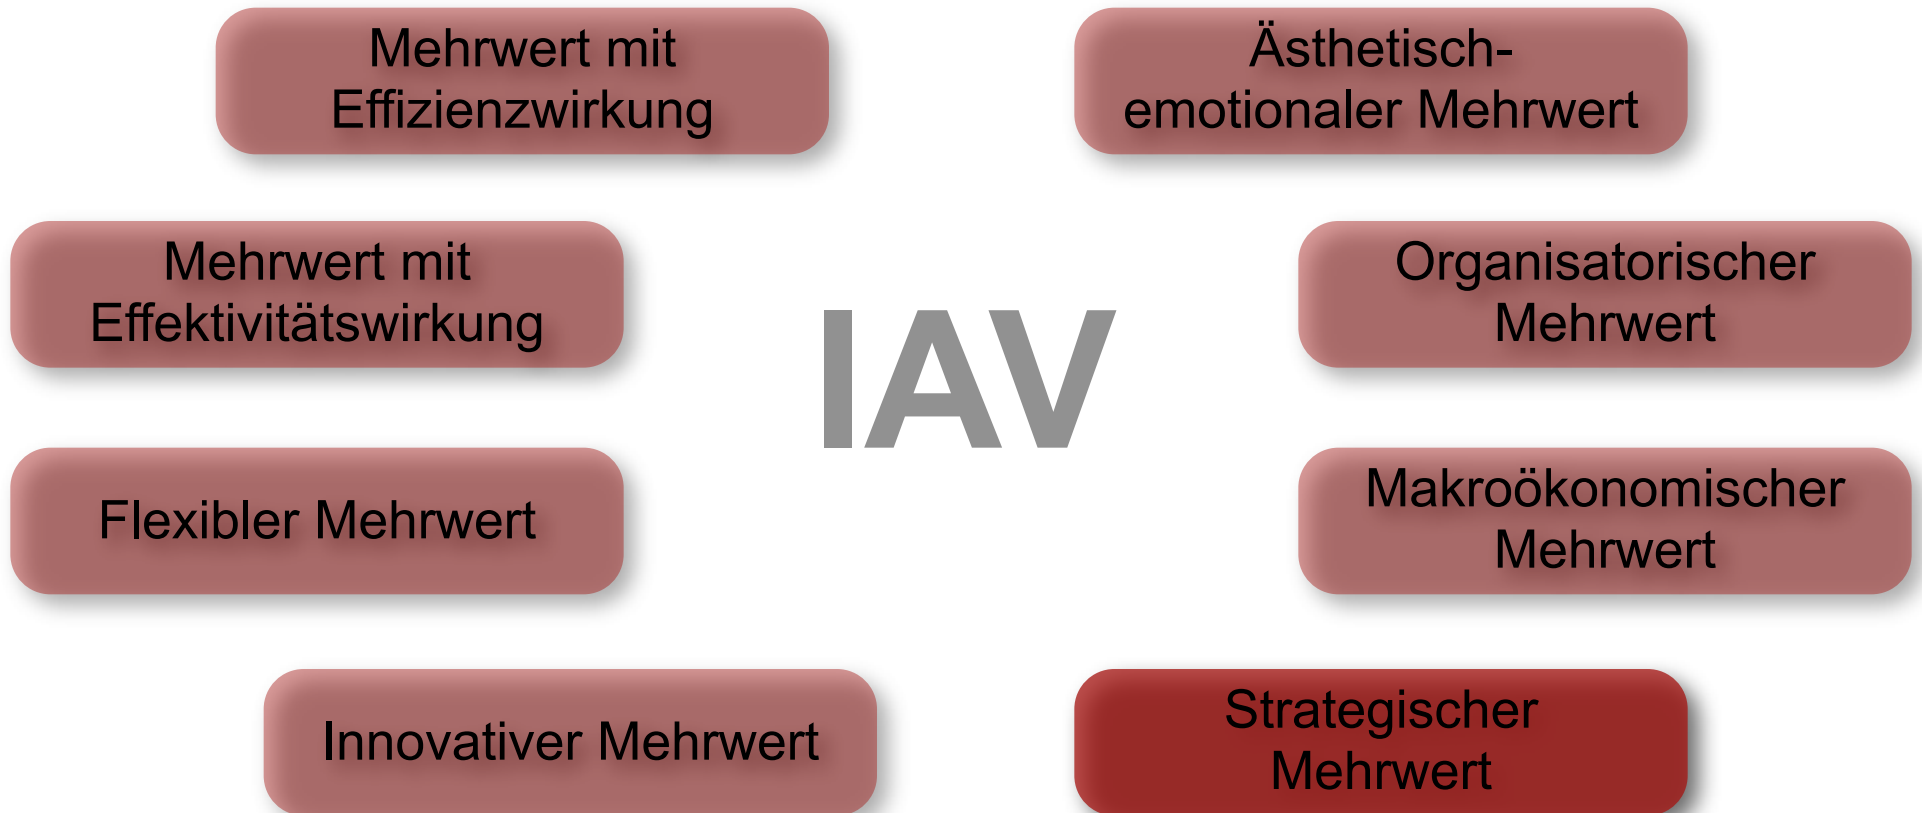 Mehrwert mit
Effizienzwirkung
Ästhetisch-
emotionaler Mehrwert
Mehrwert mit
Effektivitätswirkung
Organisatorischer
Mehrwert
IAV
Flexibler Mehrwert
Makroökonomischer
Mehrwert
Innovativer Mehrwert
Strategischer
Mehrwert